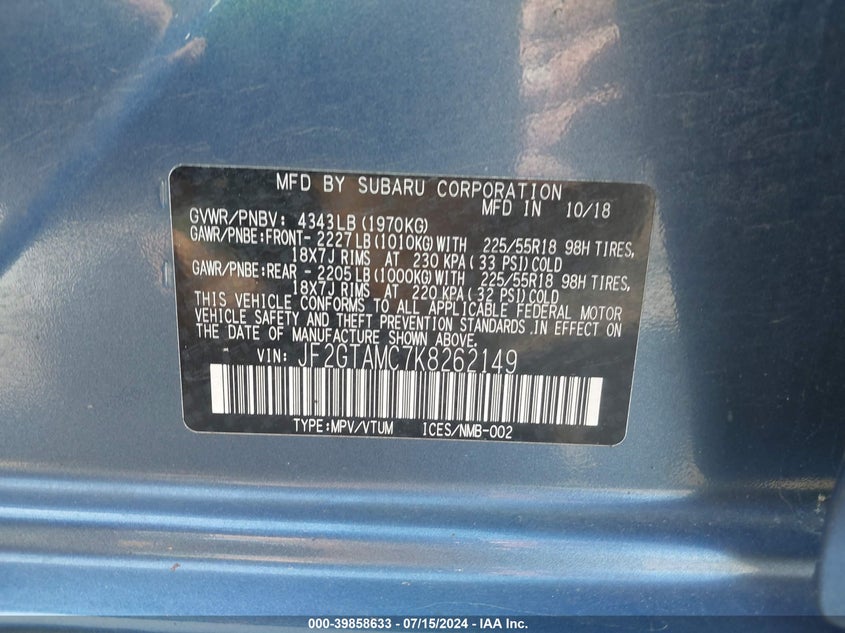 MFD BY SUBARU CORPORATION
MFD IN 10/18
GVWR/PNBV: 4343LB(1970KG)
GAWR/PNBE:FRONT- 2227LB(1010KG)WITH 225/55R18 98H TIRES,
18X7J RIMS AT 230 KPA(33 PSI)COLD
GAWR/PNBE:REAR - 2205LB(1000KG)WITH 225/55R18 98H TIRES,
18X7J RIMS AT 220 KPA(32 PSI)COLD
THIS VEHICLE CONFORMS TO ALL APPLICABLE FEDERAL MOTOR
VEHICLE SAFETY AND THEFT PREVENTION STANDARDS IN EFFECT ON
THE DATE OF MANUFACTURE SHOWN ABOVE.
VIN: JF2GTAMC7K8262149
TYPE:MPV/VTUM ICES/NMB-002
000-39858633 - 07/15/2024 - IAA Inc.